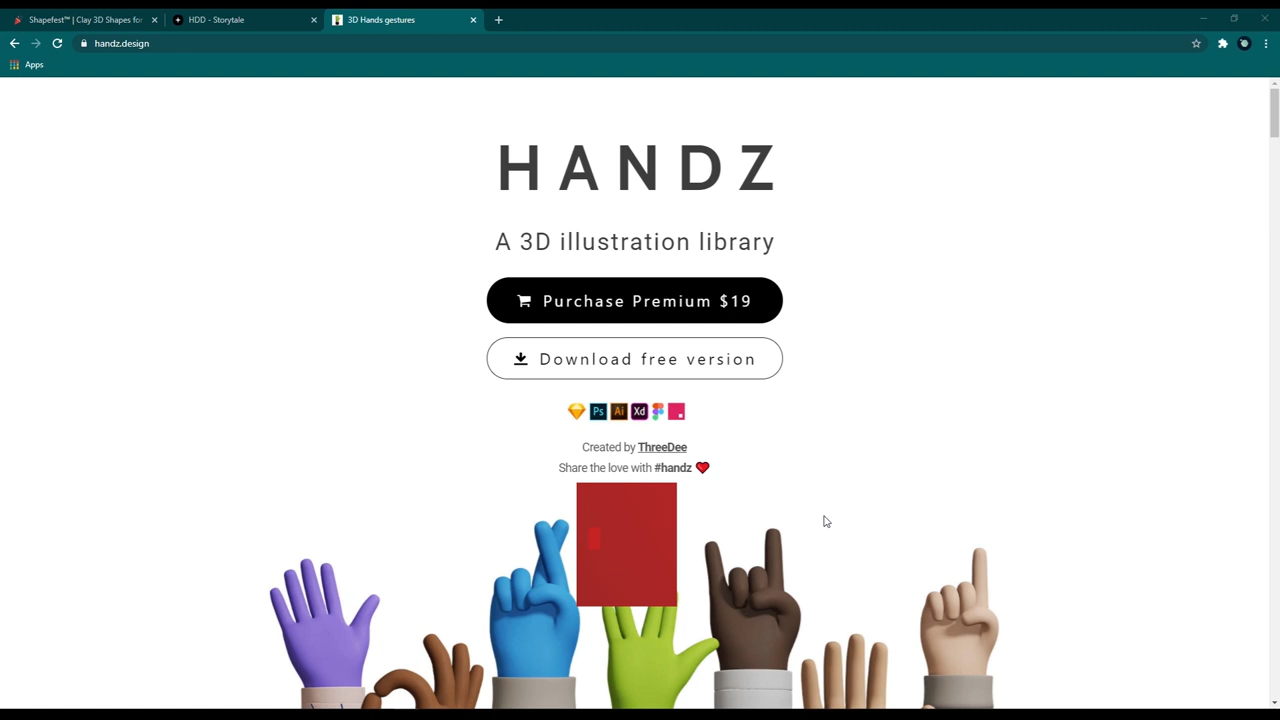 Shapefest™ | Clay 3D Shapes for
HDD - Storytale
3D Hands gestures
handz.design
Apps
HANDZ
A 3D illustration library
Purchase Premium $19
Download free version
Ps Ai Xd
Created by ThreeDee
Share the love with #handz